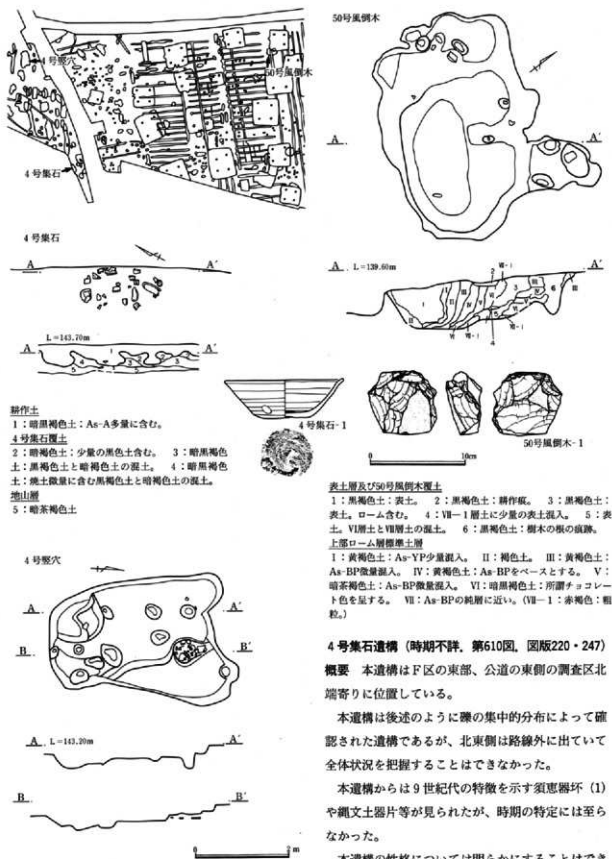 4号竪穴
50号風倒木
4号集石
50号風倒木
A
A′
4号集石
A
A′
L=143.70m
A
A′
1
2
3
4
5
耕作土
1：暗黒褐色土：As-A多量に含む。
4号集石覆土
2：暗褐色土：少量の黒色土含む。 3：暗黒褐色
土：黒色土と暗褐色土の混土。 4：暗黒褐色
土：焼土微量に含む黒褐色土と暗褐色土の混土。
地山層
5：暗茶褐色土
4号集石-1
A
L=139.60m
A′
50号風倒木-1
0
10cm
表土層及び50号風倒木覆土
1：黒褐色土：表土。 2：黒褐色土：耕作痕。 3：黒褐色土：
表土。ローム含む。 4：Ⅶ－1層土に少量の表土混入。 5：表
土。Ⅵ層土とⅦ層土の混土。 6：黒褐色土：樹木の根の痕跡。
上部ローム層標準土層
Ⅰ：黄褐色土：As-YP少量混入。 Ⅱ：褐色土。 Ⅲ：黄褐色土：
As-BP微量混入。 Ⅳ：黄褐色土：As-BPをベースとする。 Ⅴ：
暗茶褐色土：As-BP微量混入。 Ⅵ：暗黒褐色土：所謂チョコレー
ト色を呈する。 Ⅶ：As-BPの純層に近い。（Ⅶ－1：赤褐色：粗
粒。）
4号竪穴
A
A′
B
B′
A
L=143.20m
A′
B
B′
0
2m
4号集石遺構（時期不詳，第610図，図版220・247）
概要 本遺構はF区の東部、公道の東側の調査区北
端寄りに位置している。
本遺構は後述のように礫の集中的分布によって確
認された遺構であるが、北東側は路線外に出ていて
全体状況を把握することはできなかった。
本遺構からは9世紀代の特徴を示す須恵器坏（1）
や縄文土器片等が見られたが、時期の特定には至ら
なかった。
本遺構の性格については明らかにすることはでき